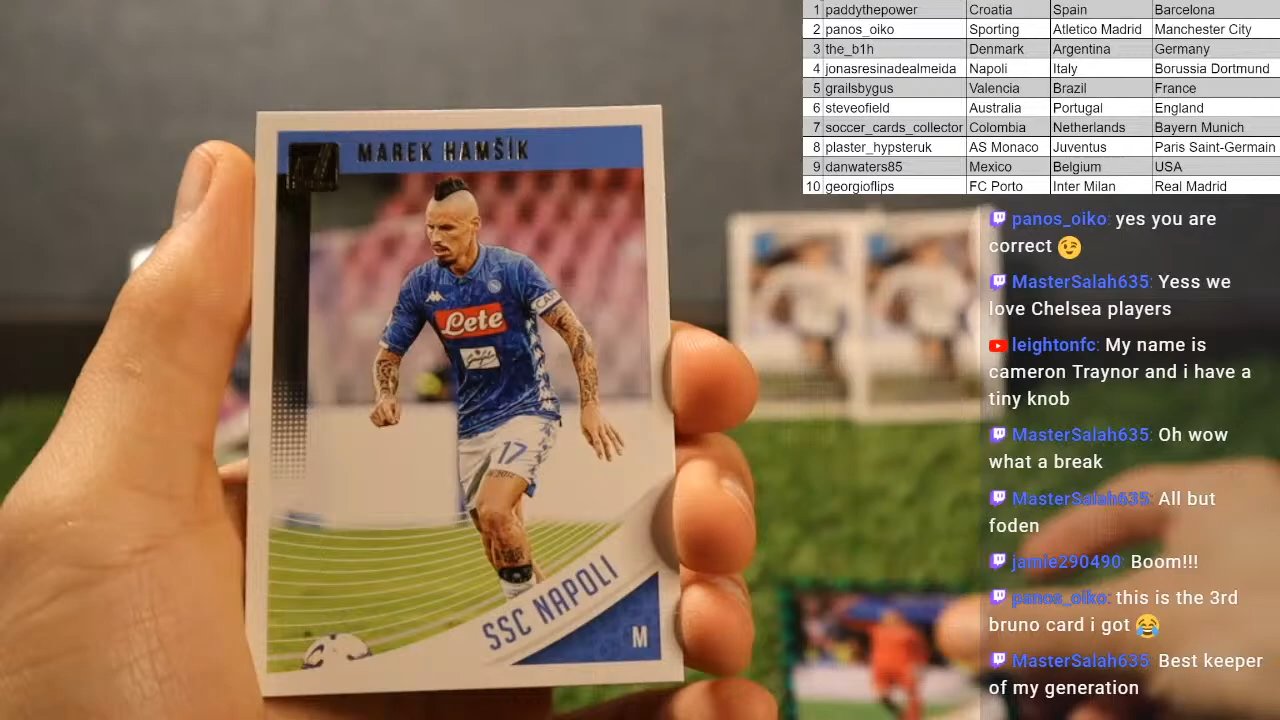 1 paddythepower Croatia Spain Barcelona
2 panos_oiko Sporting Atletico Madrid Manchester City
3 the_b1h Denmark Argentina Germany
4 jonasresinadealmeida Napoli Italy Borussia Dortmund
5 grailsbygus Valencia Brazil France
6 steveofield Australia Portugal England
7 soccer_cards_collector Colombia Netherlands Bayern Munich
8 plaster_hypsteruk AS Monaco Juventus Paris Saint-Germain
9 danwaters85 Mexico Belgium USA
10 georgioflips FC Porto Inter Milan Real Madrid
MAREK HAMŠÍK
Lete
17
SSC NAPOLI
M
panos_oiko: yes you are
correct 😉
MasterSalah635: Yess we
love Chelsea players
leightonfc: My name is
cameron Traynor and i have a
tiny knob
MasterSalah635: Oh wow
what a break
MasterSalah635: All but
foden
jamie290490: Boom!!!
panos_oiko: this is the 3rd
bruno card i got 😂
MasterSalah635: Best keeper
of my generation